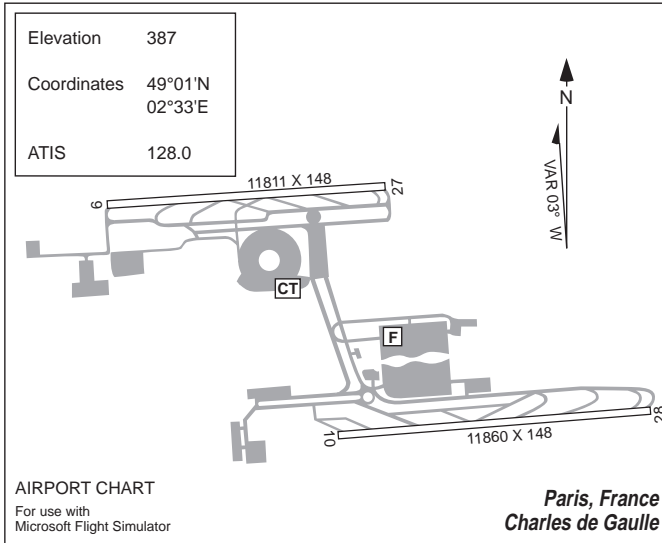 Elevation 387
Coordinates 49°01'N
02°33'E
ATIS 128.0
N
VAR 03° W
11811 X 148
9
27
CT
F
28
10
11860 X 148
AIRPORT CHART
For use with
Microsoft Flight Simulator
Paris, France
Charles de Gaulle